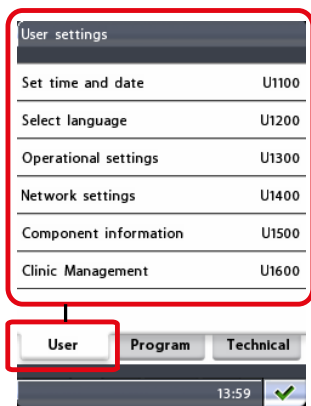 User settings
Set time and date U1100
Select language U1200
Operational settings U1300
Network settings U1400
Component information U1500
Clinic Management U1600
User Program Technical
13:59